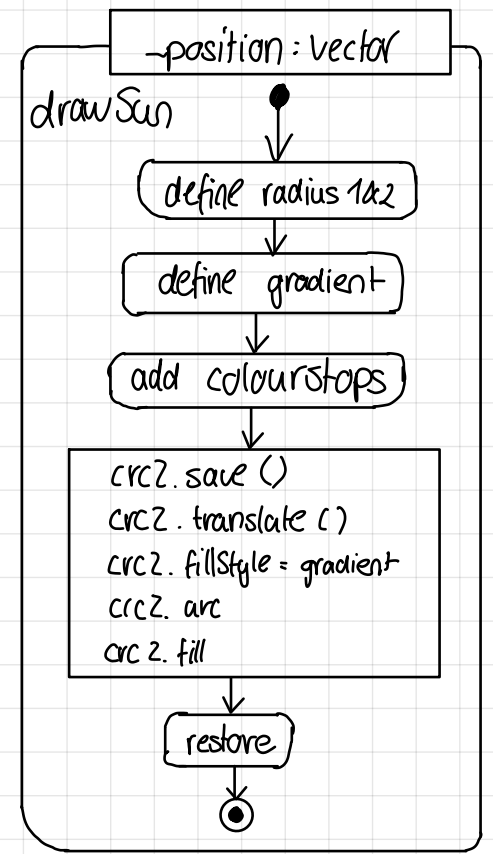 _position: vector
drawSun
define radius 1&2
define gradient
add colourstops
crc2.save ()
crc2.translate ()
crc2.fillStyle = gradient
crc2.arc
crc2.fill
restore